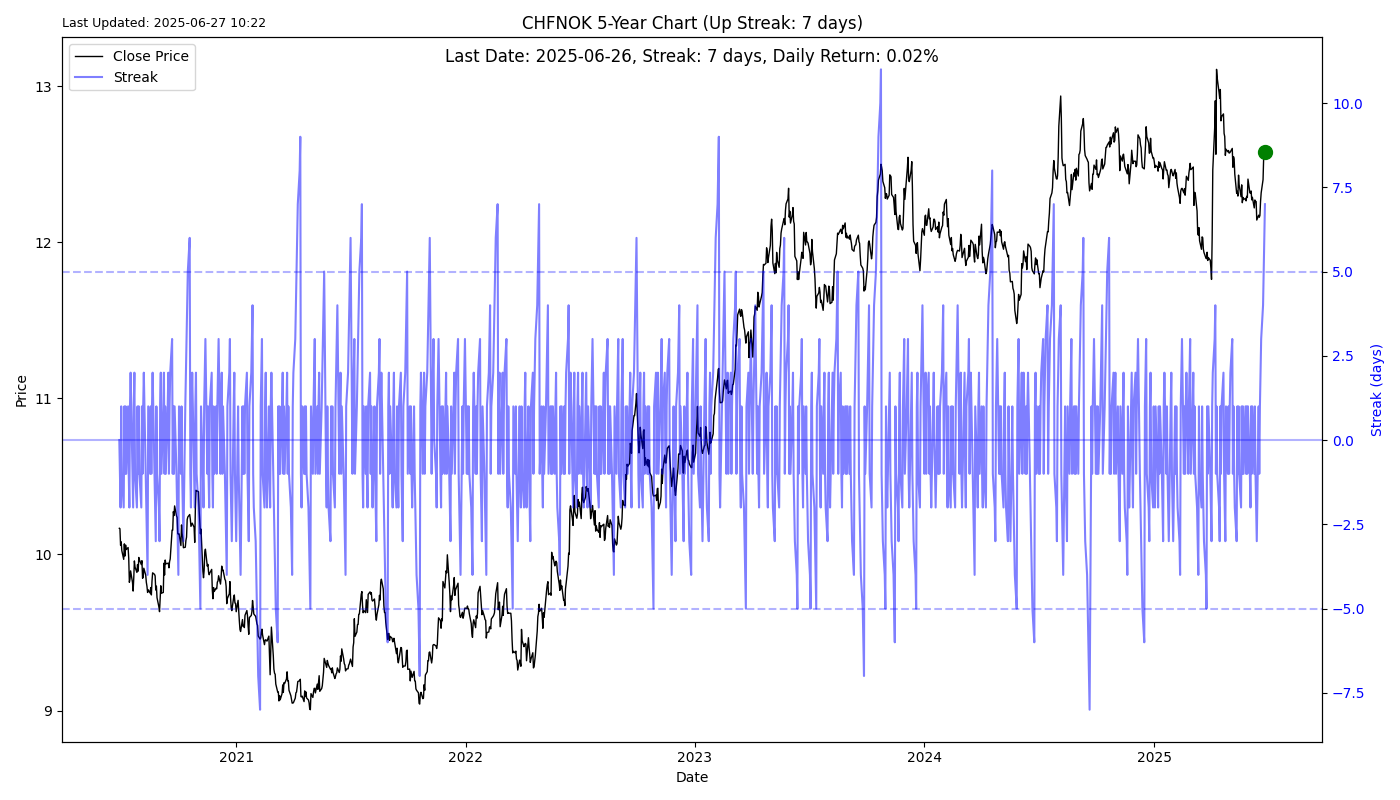 Last Updated: 2025-06-27 10:22
CHFNOK 5-Year Chart (Up Streak: 7 days)
Last Date: 2025-06-26, Streak: 7 days, Daily Return: 0.02%
Close Price
Streak
Price
13
12
11
10
9
10.0
7.5
5.0
2.5
0.0
−2.5
−5.0
−7.5
Streak (days)
2021
2022
2023
2024
2025
Date